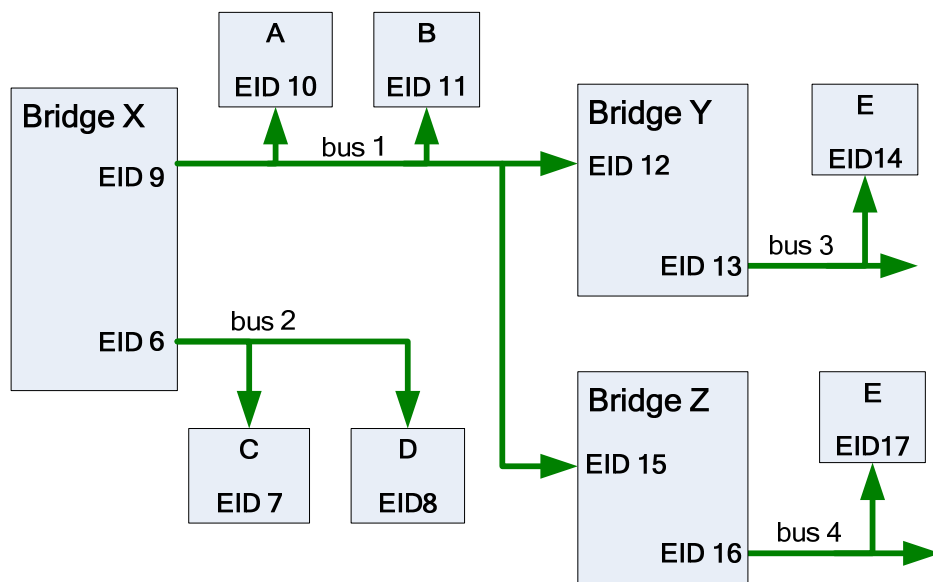 A
EID 10
B
EID 11
Bridge X
EID 9
bus 1
Bridge Y
EID 12
E
EID14
EID 13
bus 3
EID 6
bus 2
C
EID 7
D
EID8
Bridge Z
EID 15
E
EID17
EID 16
bus 4